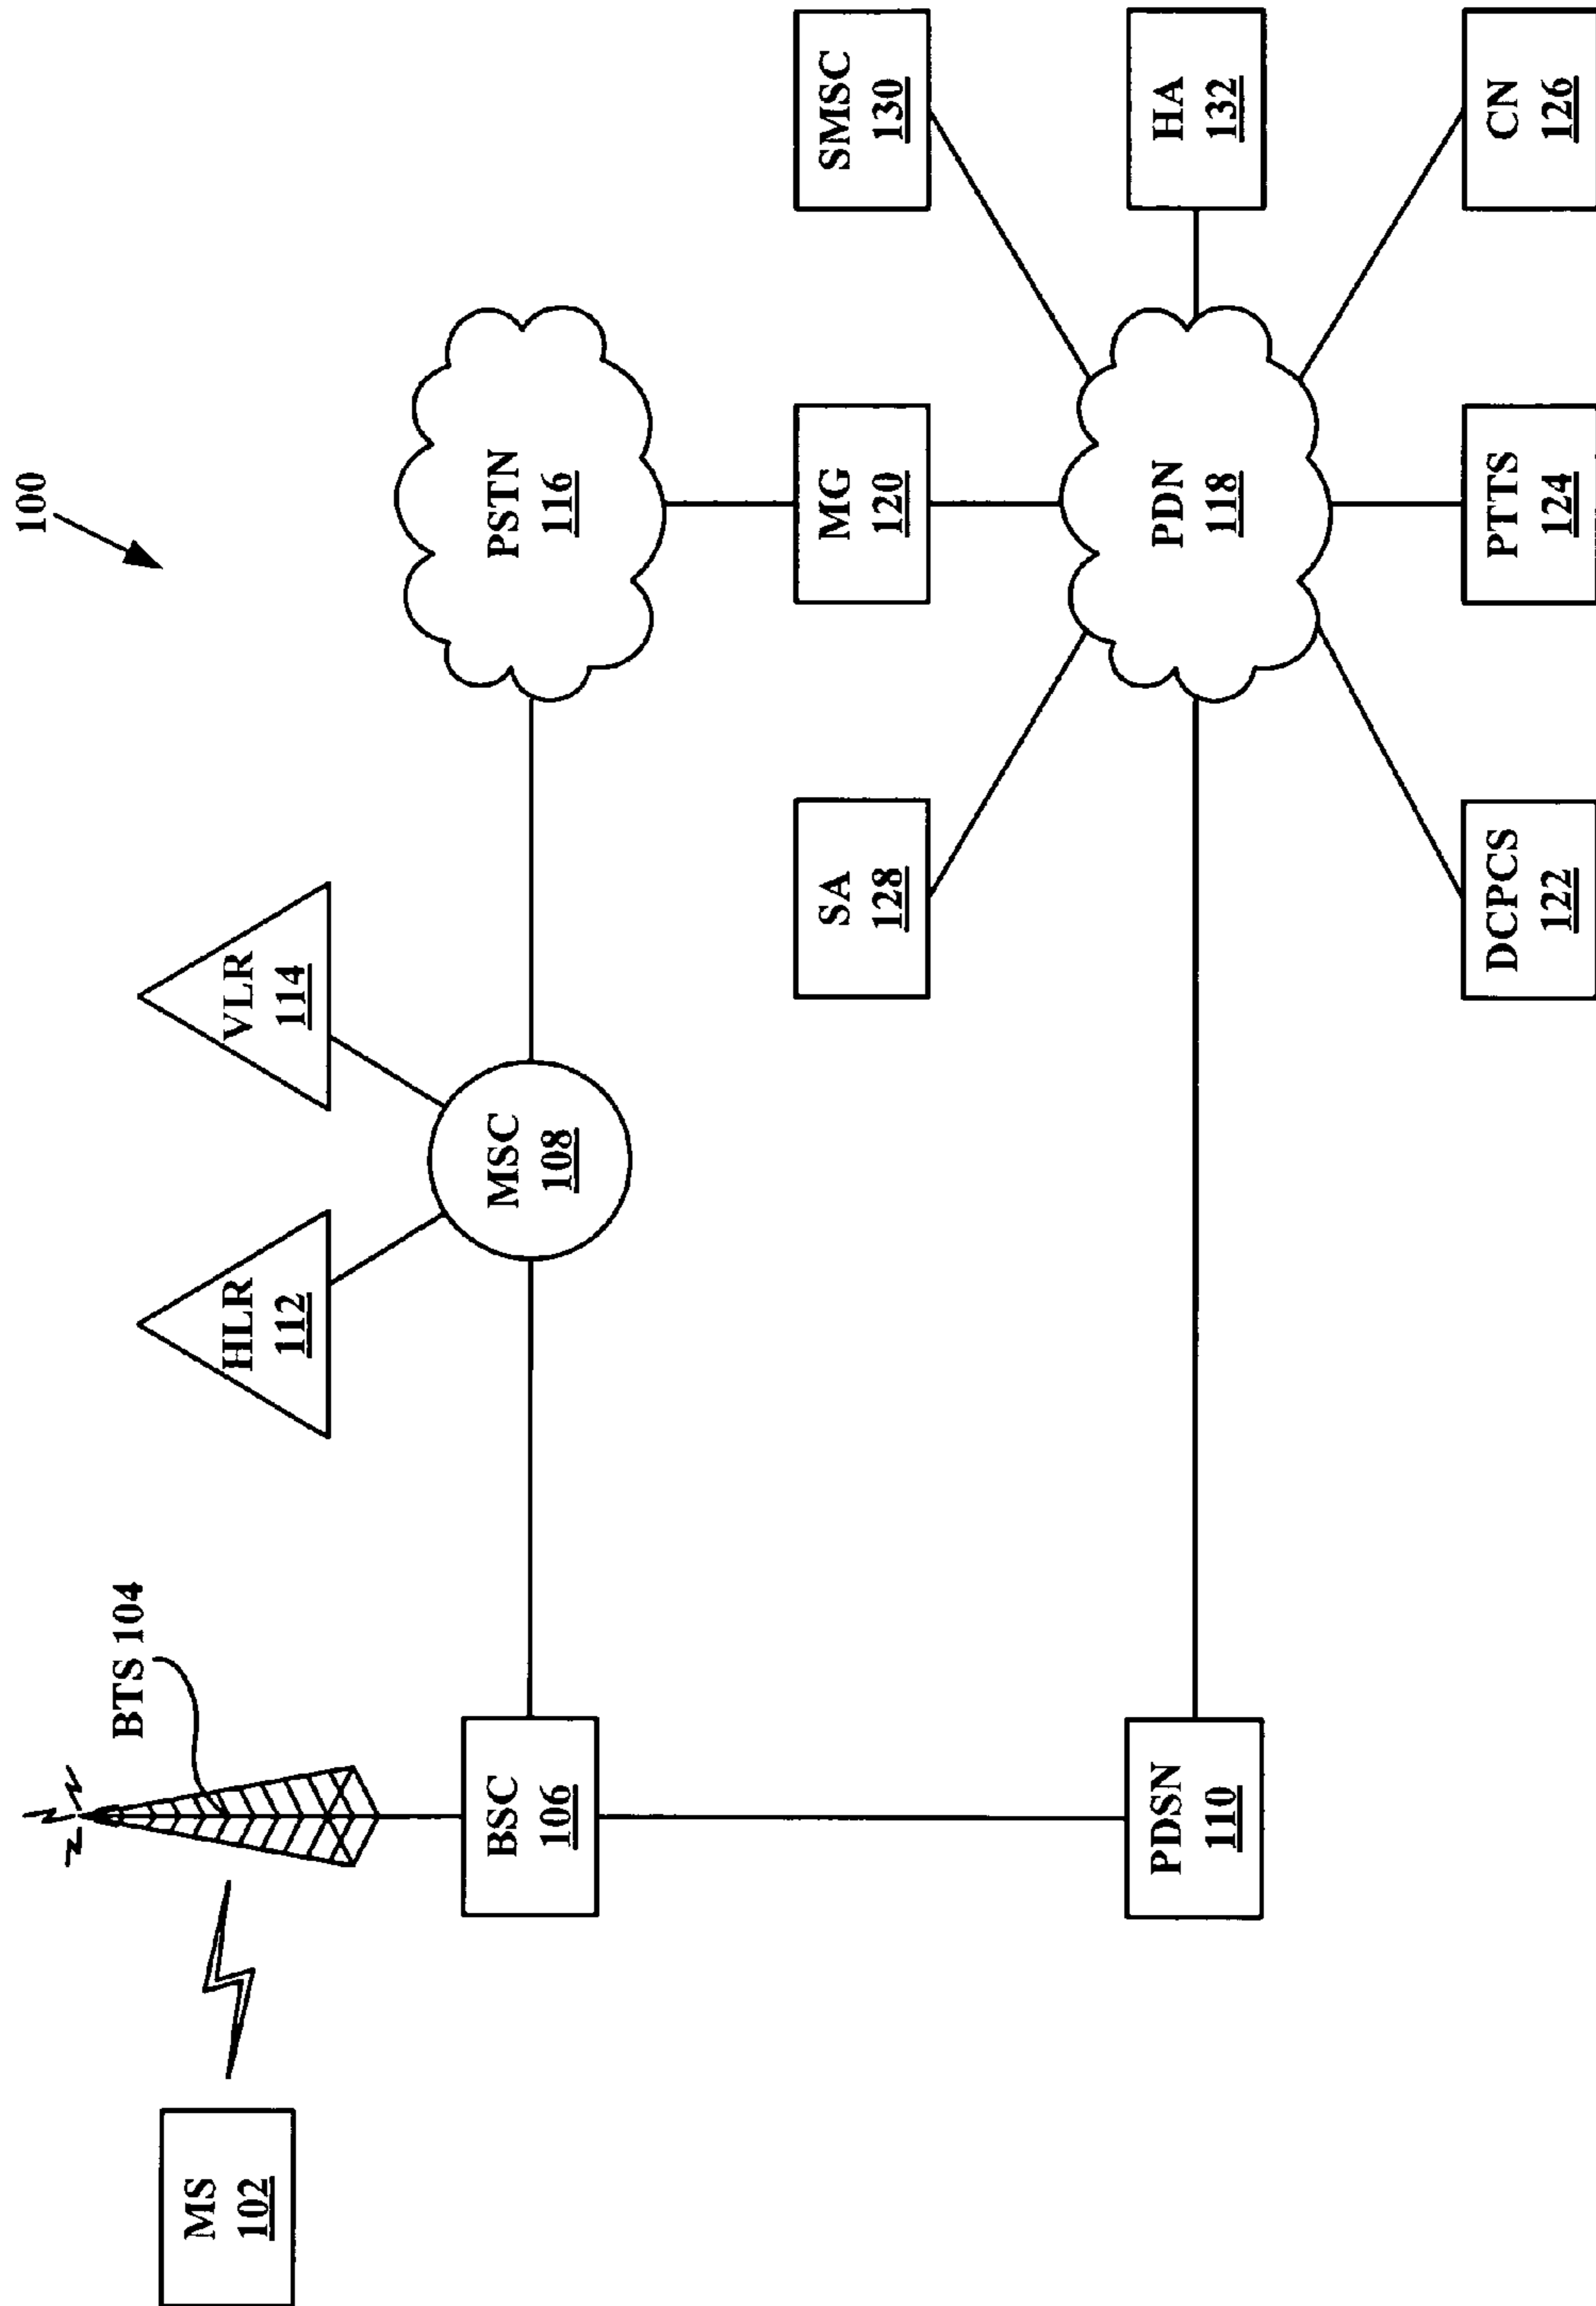 100
MS
102
BTS 104
BSC
106
HLR
112
VLR
114
MSC
108
PSTN
116
SA
128
MG
120
SMSC
130
PDSN
110
PDN
118
HA
132
DCPCS
122
PTTS
124
CN
126